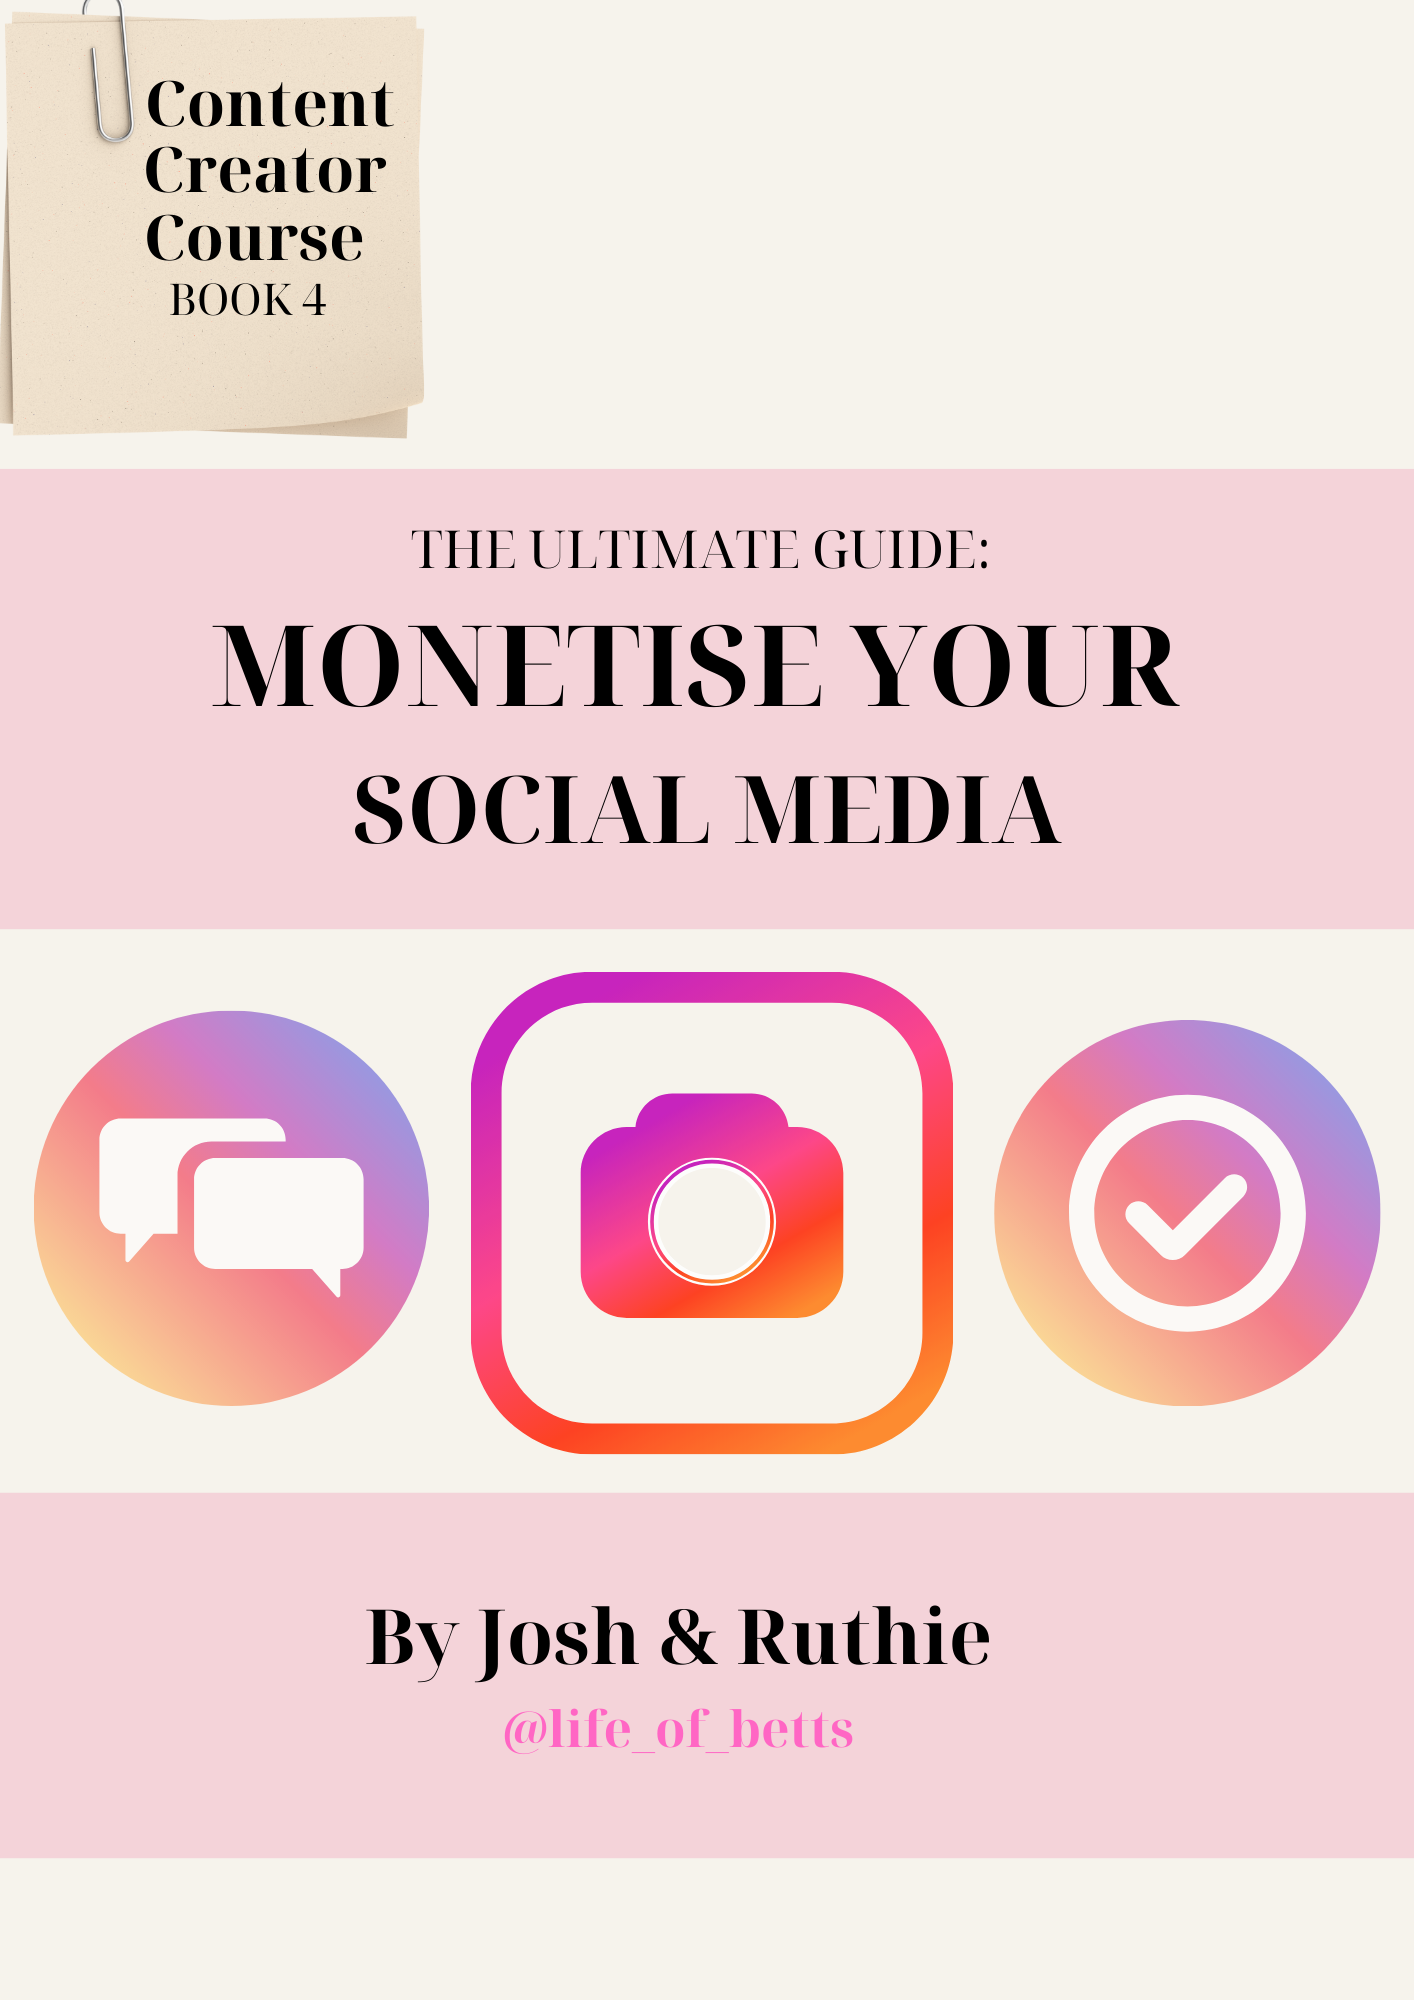 Content
Creator
Course
BOOK 4
THE ULTIMATE GUIDE:
MONETISE YOUR
SOCIAL MEDIA
By Josh & Ruthie
@life_of_betts